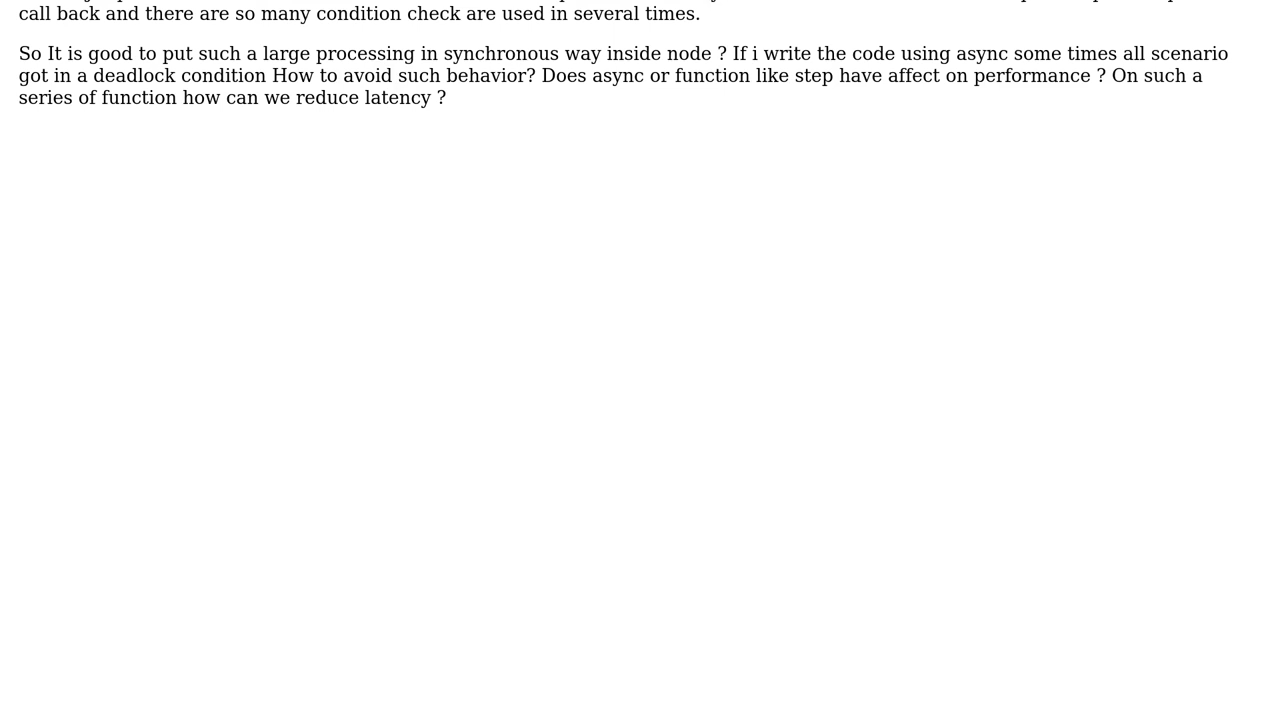 call back and there are so many condition check are used in several times.
So It is good to put such a large processing in synchronous way inside node ? If i write the code using async some times all scenario
got in a deadlock condition How to avoid such behavior? Does async or function like step have affect on performance ? On such a
series of function how can we reduce latency ?